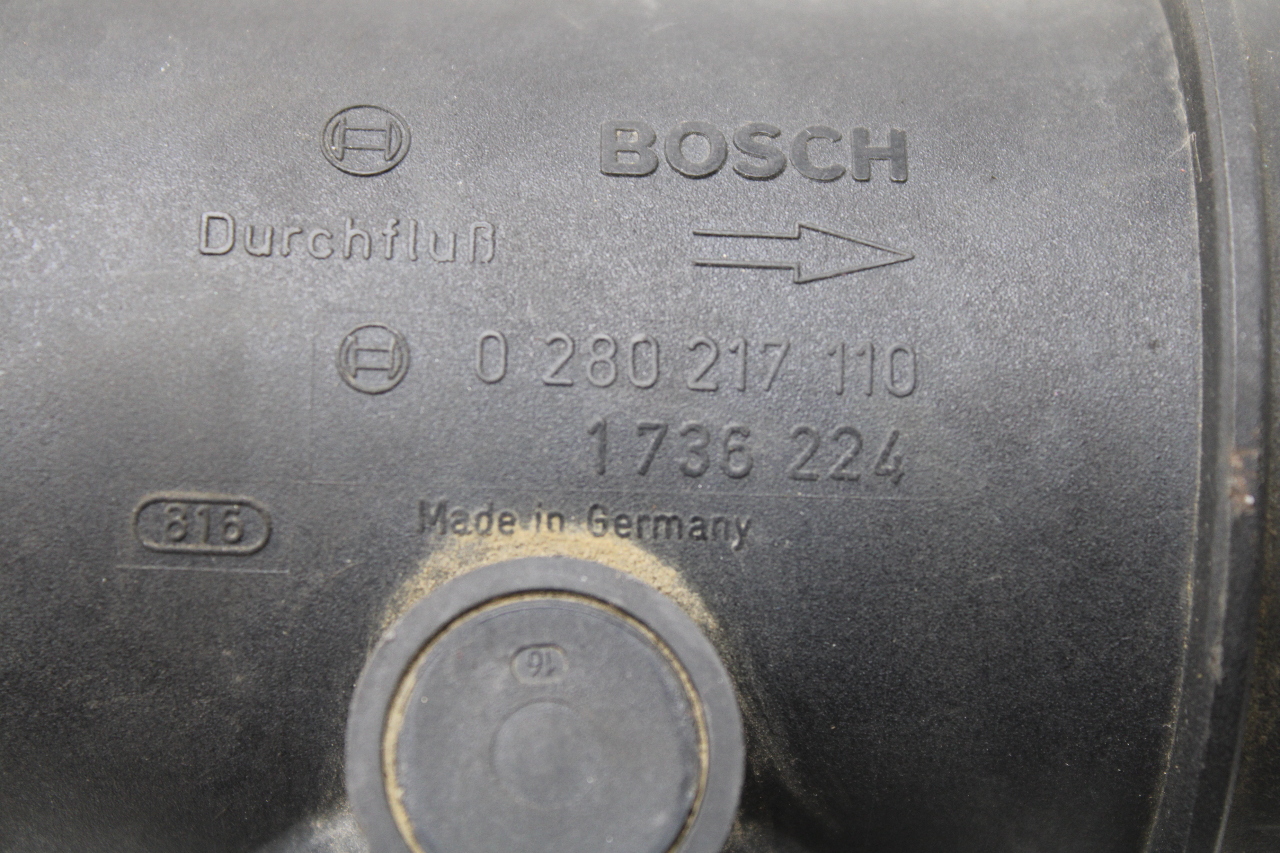 BOSCH
Durchfluß
0 280 217 110
1 736 224
816
Made in Germany
16